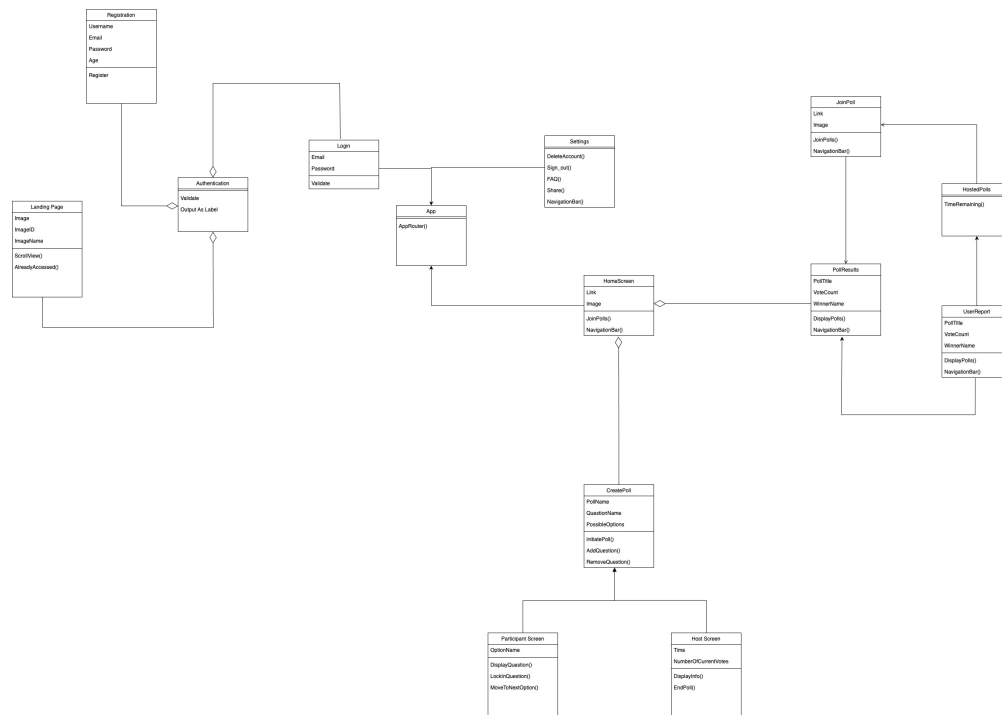 Registration
Username
Email
Password
Age
Register
Landing Page
Image
ImageID
ImageName
ScrollView()
AlreadyAccessed()
Authentication
Validate
Output As Label
Login
Email
Password
Validate
App
AppRouter()
Settings
DeleteAccount()
Sign_out()
FAQ()
Share()
NavigationBar()
HomeScreen
Link
Image
JoinPolls()
NavigationBar()
JoinPoll
Link
Image
JoinPolls()
NavigationBar()
HostedPolls
TimeRemaining()
PollResults
PollTitle
VoteCount
WinnerName
DisplayPolls()
NavigationBar()
UserReport
PollTitle
VoteCount
WinnerName
DisplayPolls()
NavigationBar()
CreatePoll
PollName
QuestionName
PossibleOptions
initiatePoll()
AddQuestion()
RemoveQuestion()
Participant Screen
OptionName
DisplayQuestion()
LockInQuestion()
MoveToNextOption()
Host Screen
Time
NumberOfCurrentVotes
DisplayInfo()
EndPoll()